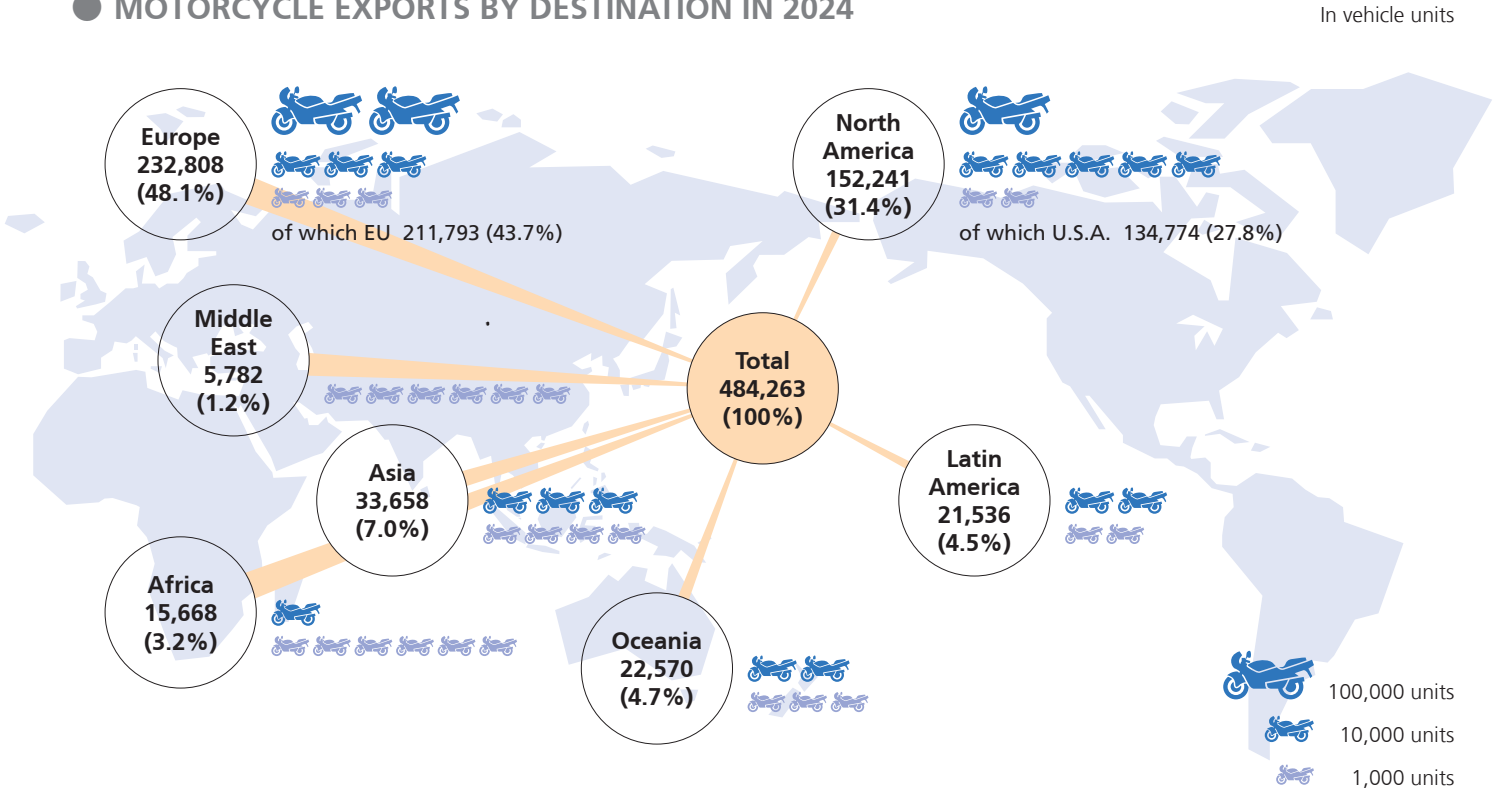 MOTORCYCLE EXPORTS BY DESTINATION IN 2024
In vehicle units
Europe
232,808
(48.1%)
of which EU 211,793 (43.7%)
North
America
152,241
(31.4%)
of which U.S.A. 134,774 (27.8%)
Middle
East
5,782
(1.2%)
Total
484,263
(100%)
Asia
33,658
(7.0%)
Latin
America
21,536
(4.5%)
Africa
15,668
(3.2%)
Oceania
22,570
(4.7%)
100,000 units
10,000 units
1,000 units